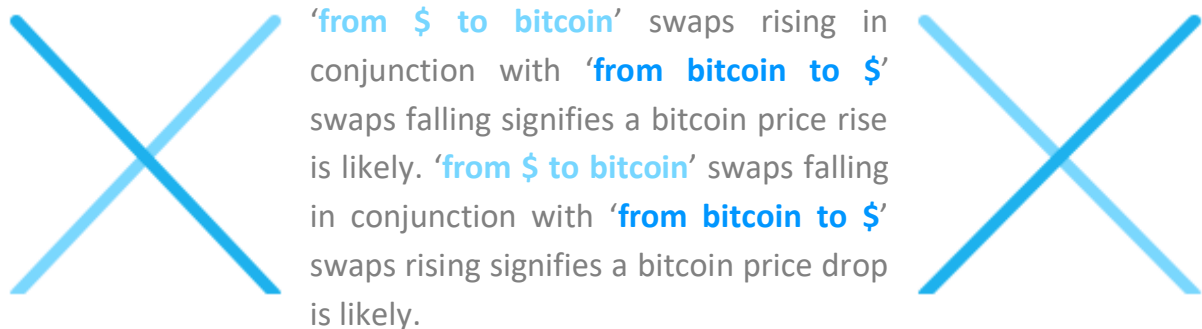 ‘from $ to bitcoin’ swaps rising in
conjunction with ‘from bitcoin to $’
swaps falling signifies a bitcoin price rise
is likely. ‘from $ to bitcoin’ swaps falling
in conjunction with ‘from bitcoin to $’
swaps rising signifies a bitcoin price drop
is likely.